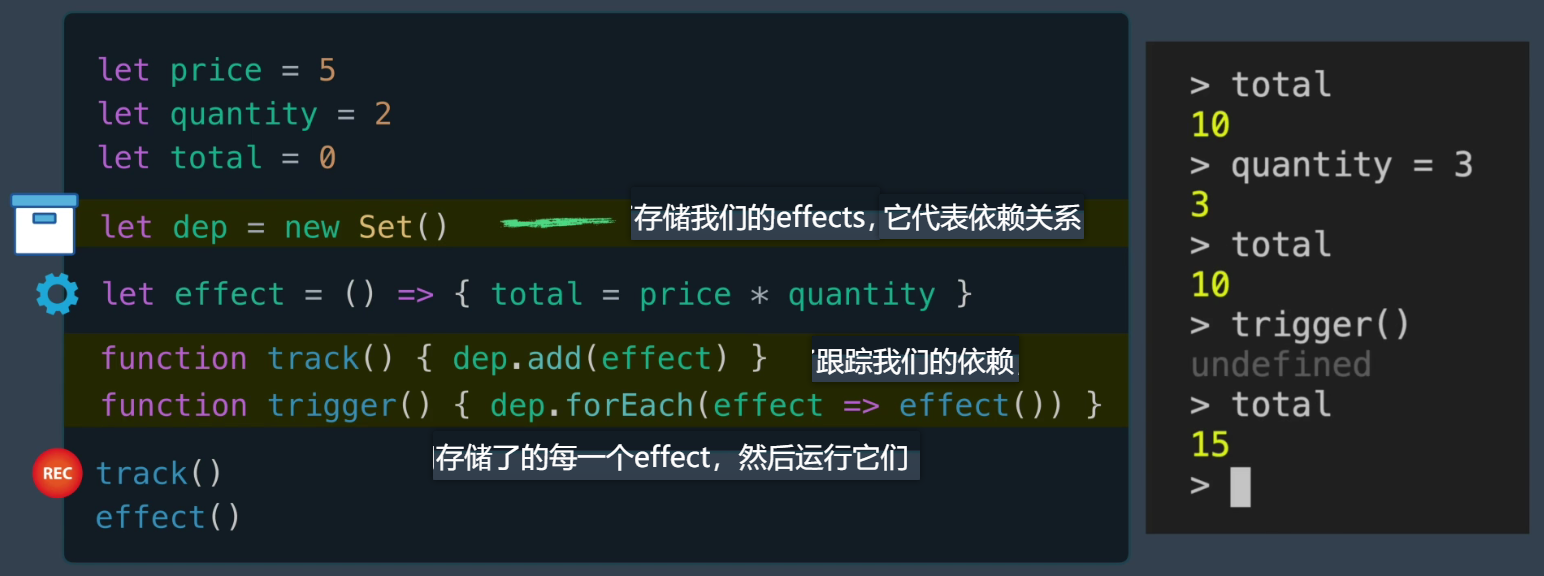 let price = 5
let quantity = 2
let total = 0
let dep = new Set()
存储我们的effects，它代表依赖关系
let effect = () => { total = price * quantity }
function track() { dep.add(effect) }
跟踪我们的依赖
function trigger() { dep.forEach(effect => effect()) }
存储了的每一个effect，然后运行它们
REC
track()
effect()
> total
10
> quantity = 3
3
> total
10
> trigger()
undefined
> total
15
>